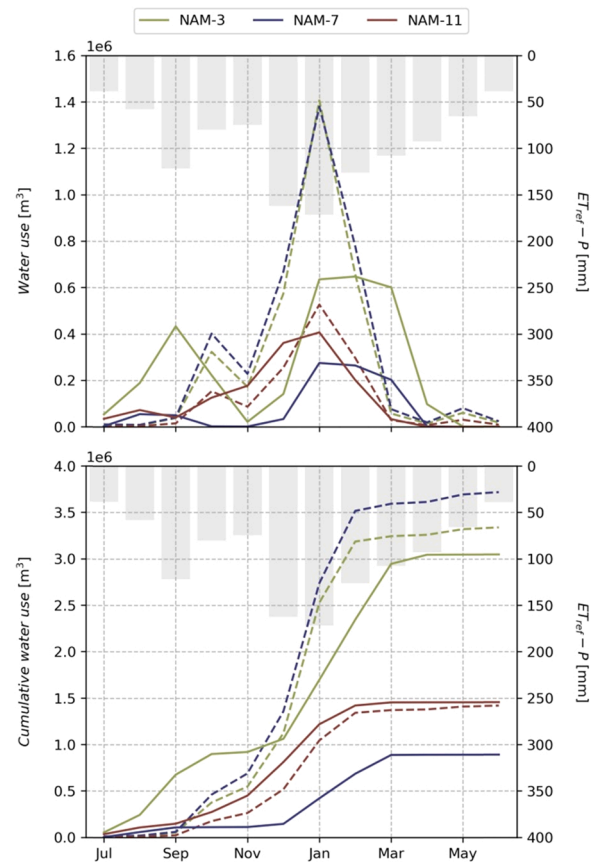 NAM-3 NAM-7 NAM-11
1e6
1.6 0
1.4 50
1.2 100
1.0 150
0.8 200
0.6 250
0.4 300
0.2 350
0.0 400
Water use [m³]
ET_ref − P [mm]
1e6
4.0 0
3.5 50
3.0 100
2.5 150
2.0 200
1.5 250
1.0 300
0.5 350
0.0 400
Cumulative water use [m³]
ET_ref − P [mm]
Jul Sep Nov Jan Mar May